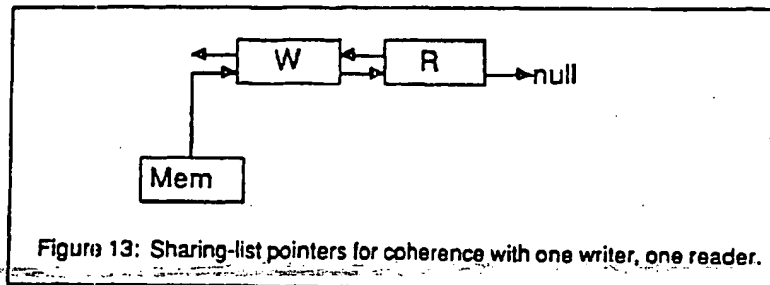 W
R
null
Mem
Figure 13: Sharing-list pointers for coherence with one writer, one reader.